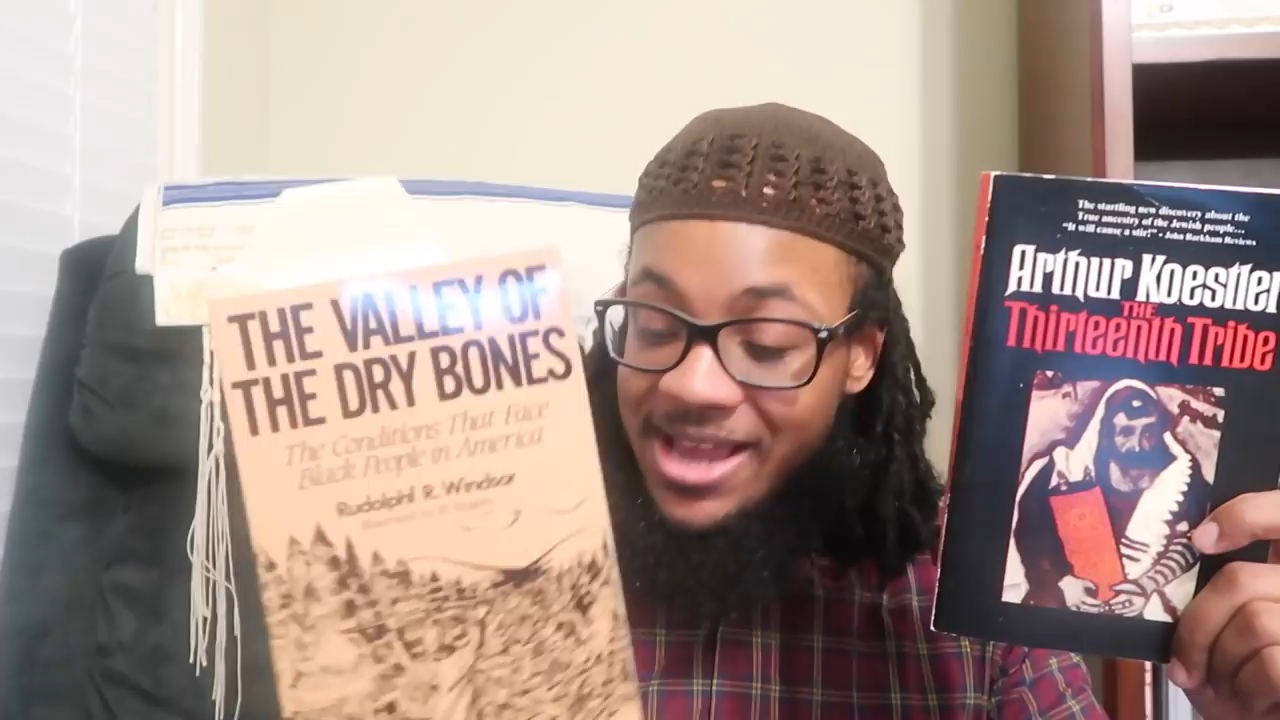 THE VALLEY OF
THE DRY BONES
The Conditions That Face
Black People in America
Rudolph R. Windsor
The startling new discovery about the
True ancestry of the Jewish people...
"It will cause a stir!" - John Barkham Reviews
Arthur Koestler
THE
Thirteenth Tribe